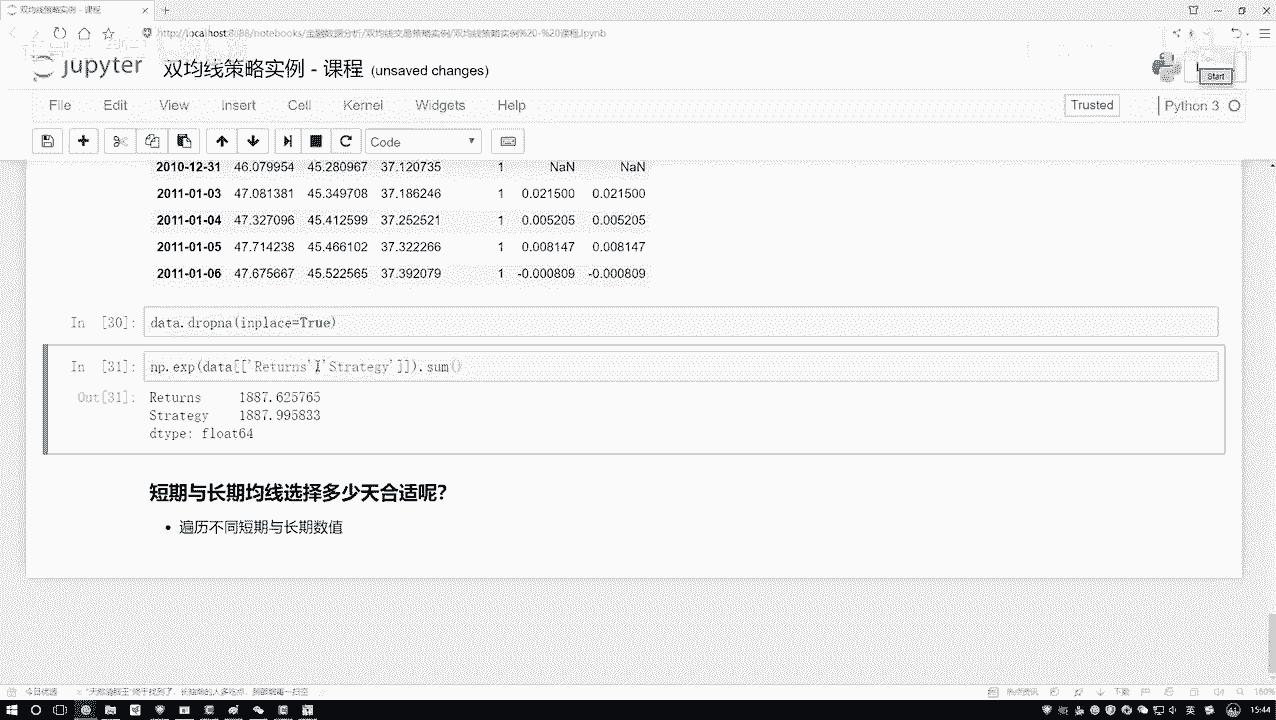 双均线策略实例 - 课程
http://localhost:8888/notebooks/金融数据分析/双均线交易策略实例/双均线策略实例%20-%20课程.ipynb
jupyter 双均线策略实例 - 课程 (unsaved changes)
Start
File Edit View Insert Cell Kernel Widgets Help
Trusted Python 3
Code
2010-12-31 46.079954 45.280967 37.120735 1 NaN NaN
2011-01-03 47.081381 45.349708 37.186246 1 0.021500 0.021500
2011-01-04 47.327096 45.412599 37.252521 1 0.005205 0.005205
2011-01-05 47.714238 45.466102 37.322266 1 0.008147 0.008147
2011-01-06 47.675667 45.522565 37.392079 1 -0.000809 -0.000809
In [30]: data.dropna(inplace=True)
In [31]: np.exp(data[['Returns','Strategy']]).sum()
Out[31]: Returns 1887.625765
Strategy 1887.995833
dtype: float64
短期与长期均线选择多少天合适呢？
遍历不同短期与长期数值
今日优选
下载
160%
英
15:44